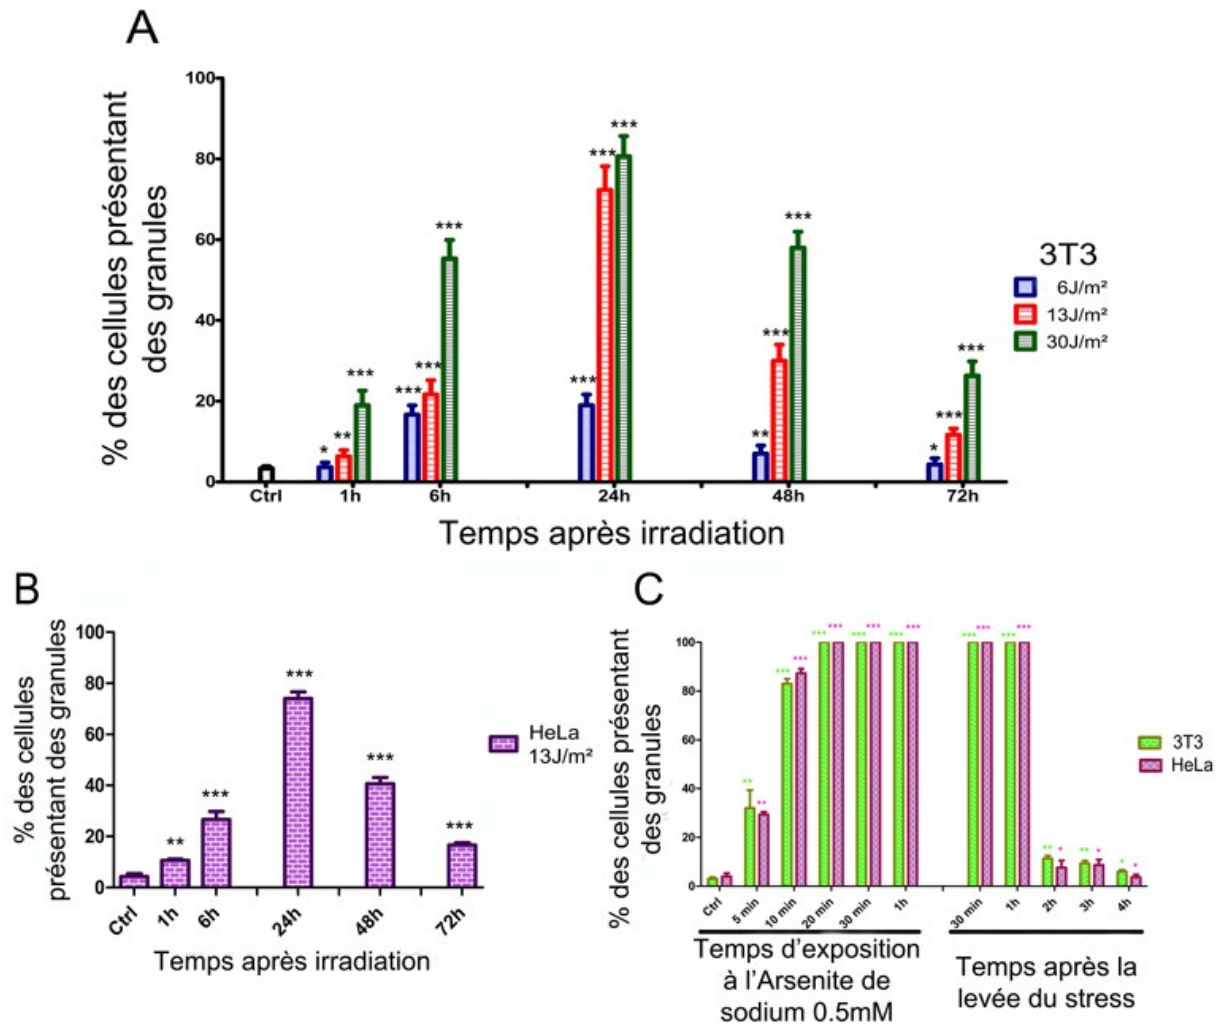 A
% des cellules présentant
des granules
100
80
60
40
20
0
***
***
***
***
***
***
***
***
***
***
***
***
**
**
*
*
Ctrl
1h
6h
24h
48h
72h
Temps après irradiation
3T3
6J/m²
13J/m²
30J/m²
B
% des cellules
présentant des granules
100
80
60
40
20
0
**
***
***
***
***
Ctrl
1h
6h
24h
48h
72h
Temps après irradiation
HeLa
13J/m²
C
% des cellules présentant
des granules
100
80
60
40
20
0
**
**
***
***
***
***
***
***
***
***
***
***
***
***
**
*
**
*
*
*
Ctrl
5 min
10 min
20 min
30 min
1h
30 min
1h
2h
3h
4h
Temps d'exposition
à l'Arsenite de
sodium 0.5mM
Temps après la
levée du stress
3T3
HeLa